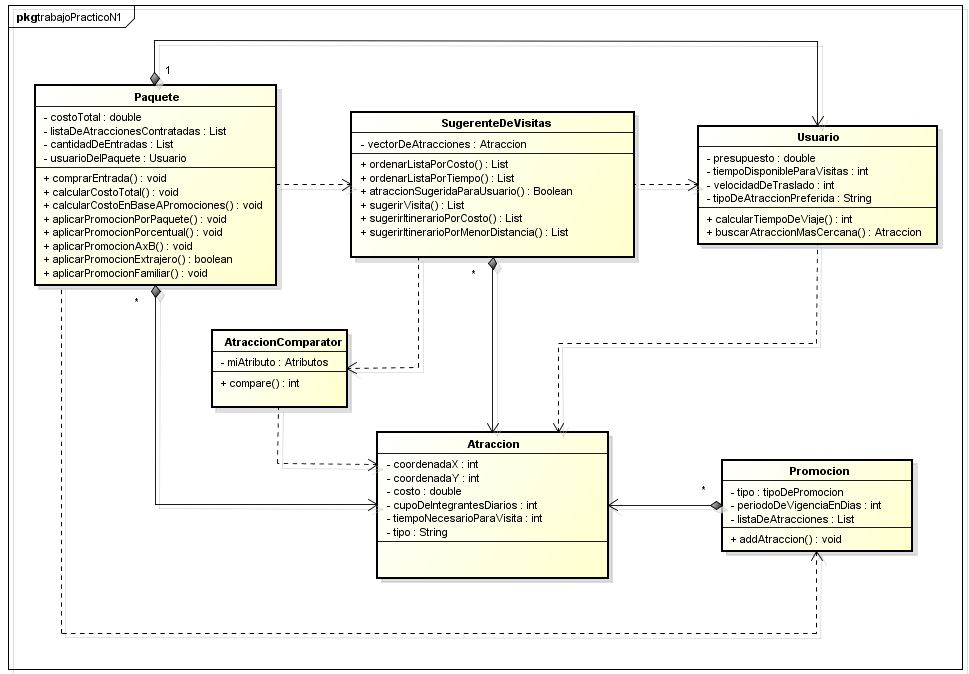 pkg trabajoPracticoN1
1
Paquete
- costoTotal : double
- listaDeAtraccionesContratadas : List
- cantidadDeEntradas : List
- usuarioDelPaquete : Usuario
+ comprarEntrada() : void
+ calcularCostoTotal() : void
+ calcularCostoEnBaseAPromociones() : void
+ aplicarPromocionPorPaquete() : void
+ aplicarPromocionPorcentual() : void
+ aplicarPromocionAxB() : void
+ aplicarPromocionExtrajero() : boolean
+ aplicarPromocionFamiliar() : void
*
SugerenteDeVisitas
- vectorDeAtracciones : Atraccion
+ ordenarListaPorCosto() : List
+ ordenarListaPorTiempo() : List
+ atraccionSugeridaParaUsuario() : Boolean
+ sugerirVisita() : List
+ sugerirItinerarioPorCosto() : List
+ sugerirItinerarioPorMenorDistancia() : List
*
Usuario
- presupuesto : double
- tiempoDisponibleParaVisitas : int
- velocidadDeTraslado : int
- tipoDeAtraccionPreferida : String
+ calcularTiempoDeViaje() : int
+ buscarAtraccionMasCercana() : Atraccion
AtraccionComparator
- miAtributo : Atributos
+ compare() : int
Atraccion
- coordenadaX : int
- coordenadaY : int
- costo : double
- cupoDeIntegrantesDiarios : int
- tiempoNecesarioParaVisita : int
- tipo : String
*
Promocion
- tipo : tipoDePromocion
- periodoDeVigenciaEnDias : int
- listaDeAtracciones : List
+ addAtraccion() : void